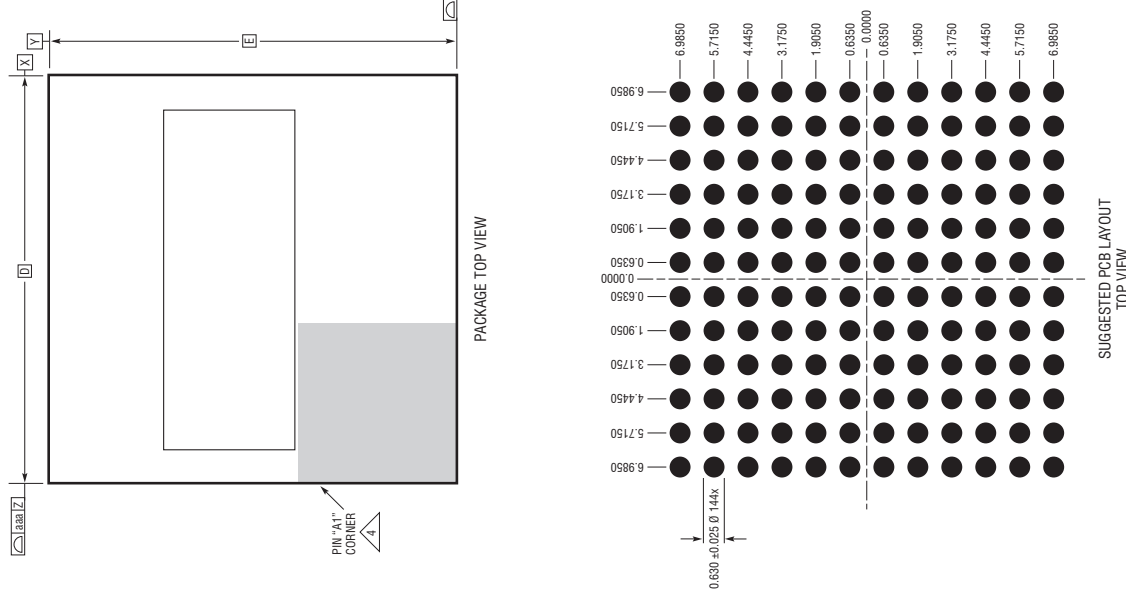 aaa Z
D
X
Y
E
PIN "A1"
CORNER
4
PACKAGE TOP VIEW
6.9850
5.7150
4.4450
3.1750
1.9050
0.6350
0.0000
0.6350
1.9050
3.1750
4.4450
5.7150
6.9850
6.9850
5.7150
4.4450
3.1750
1.9050
0.6350
0.0000
0.6350
1.9050
3.1750
4.4450
5.7150
6.9850
0.630 ±0.025 Ø 144x
SUGGESTED PCB LAYOUT
TOP VIEW